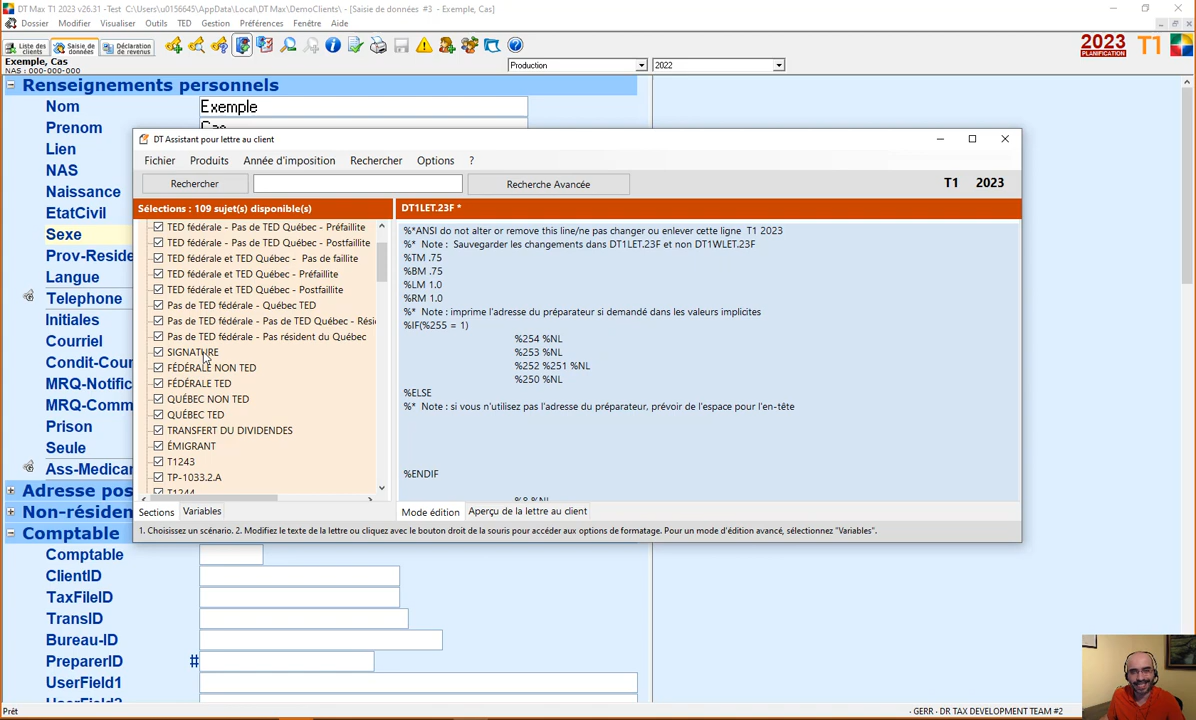 DT Max T1 2023 v26.31 -Test C:\Users\u0156645\AppData\Local\DT Max\DemoClients\ - [Saisie de données #3 - Exemple, Cas]
Dossier Modifier Visualiser Outils TED Gestion Préférences Fenêtre Aide
Liste des clients
Saisie de données
Déclaration de revenus
2023
PLANIFICATION
T1
Exemple, Cas
NAS : 000-000-000
Production
2022
Renseignements personnels
Nom Exemple
Prenom Cas
Lien
NAS
Naissance
EtatCivil
Sexe
Prov-Reside
Langue
Telephone
Initiales
Courriel
Condit-Cour
MRQ-Notific
MRQ-Comm
Prison
Seule
Ass-Medicam
Adresse pos
Non-résiden
Comptable
Comptable
ClientID
TaxFileID
TransID
Bureau-ID
PreparerID #
UserField1
UserField2
DT Assistant pour lettre au client
Fichier Produits Année d'imposition Rechercher Options ?
Rechercher
Recherche Avancée
T1 2023
Sélections : 109 sujet(s) disponible(s)
TED fédérale - Pas de TED Québec - Préfaillite
TED fédérale - Pas de TED Québec - Postfaillite
TED fédérale et TED Québec - Pas de faillite
TED fédérale et TED Québec - Préfaillite
TED fédérale et TED Québec - Postfaillite
Pas de TED fédérale - Québec TED
Pas de TED fédérale - Pas de TED Québec - Rési
Pas de TED fédérale - Pas résident du Québec
SIGNATURE
FÉDÉRALE NON TED
FÉDÉRALE TED
QUÉBEC NON TED
QUÉBEC TED
TRANSFERT DU DIVIDENDES
ÉMIGRANT
T1243
TP-1033.2.A
T1244
Sections Variables
DT1LET.23F *
%*ANSI do not alter or remove this line/ne pas changer ou enlever cette ligne T1 2023
%* Note : Sauvegarder les changements dans DT1LET.23F et non DT1WLET.23F
%TM .75
%BM .75
%LM 1.0
%RM 1.0
%* Note : imprime l'adresse du préparateur si demandé dans les valeurs implicites
%IF(%255 = 1)
%254 %NL
%253 %NL
%252 %251 %NL
%250 %NL
%ELSE
%* Note : si vous n'utilisez pas l'adresse du préparateur, prévoir de l'espace pour l'en-tête
%ENDIF
%8 %NL
Mode édition Aperçu de la lettre au client
1. Choisissez un scénario. 2. Modifiez le texte de la lettre ou cliquez avec le bouton droit de la souris pour accéder aux options de formatage. Pour un mode d'édition avancé, sélectionnez "Variables".
Prêt
- GERR - DR TAX DEVELOPMENT TEAM #2